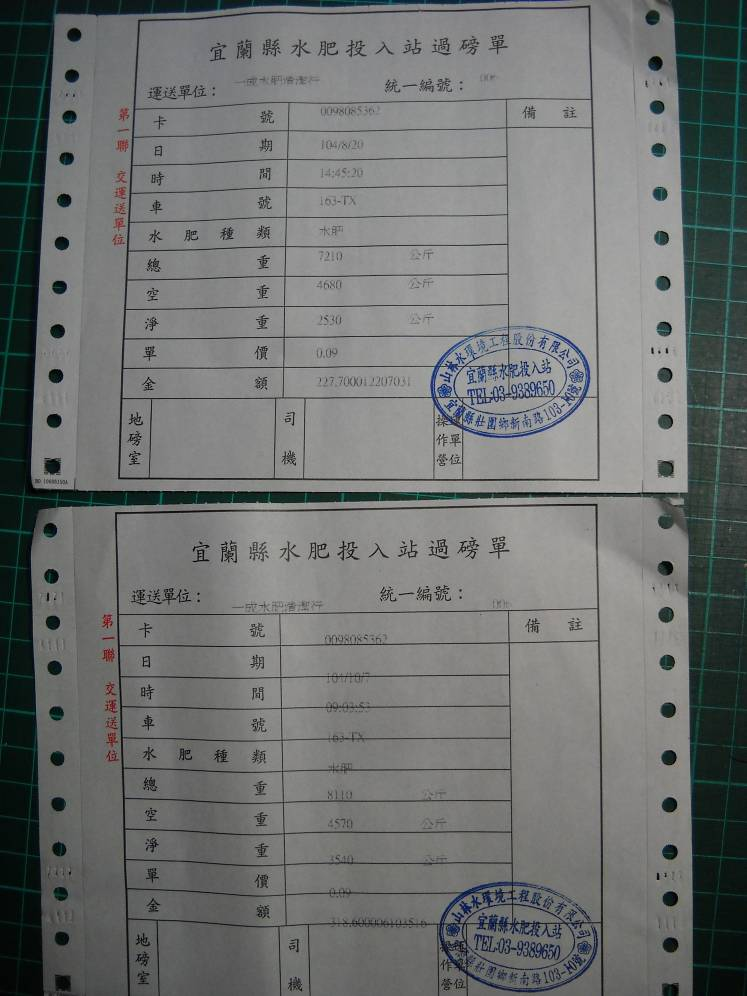 宜蘭縣水肥投入站過磅單
運送單位： 一成水肥清潔行 統一編號：
第一聯 交運送單位
卡號 0098085362 備註
日期 104/8/20
時間 14:45:20
車號 163-TX
水肥種類 水肥
總重 7210 公斤
空重 4680 公斤
淨重 2530 公斤
單價 0.09
金額 227.700012207031
山林水環境工程股份有限公司
宜蘭縣水肥投入站
TEL:03-9389650
宜蘭縣壯圍鄉新南路103-10號
地磅室 司機 操作營 單位
宜蘭縣水肥投入站過磅單
運送單位： 一成水肥清潔行 統一編號：
第一聯 交運送單位
卡號 0098085362 備註
日期 104/10/7
時間 09:03:53
車號 163-TX
水肥種類 水肥
總重 8110 公斤
空重 4570 公斤
淨重 3540 公斤
單價 0.09
金額 318.600006103516
山林水環境工程股份有限公司
宜蘭縣水肥投入站
TEL:03-9389650
縣壯圍鄉新南路103-10號
地磅室 司機 作營 單位